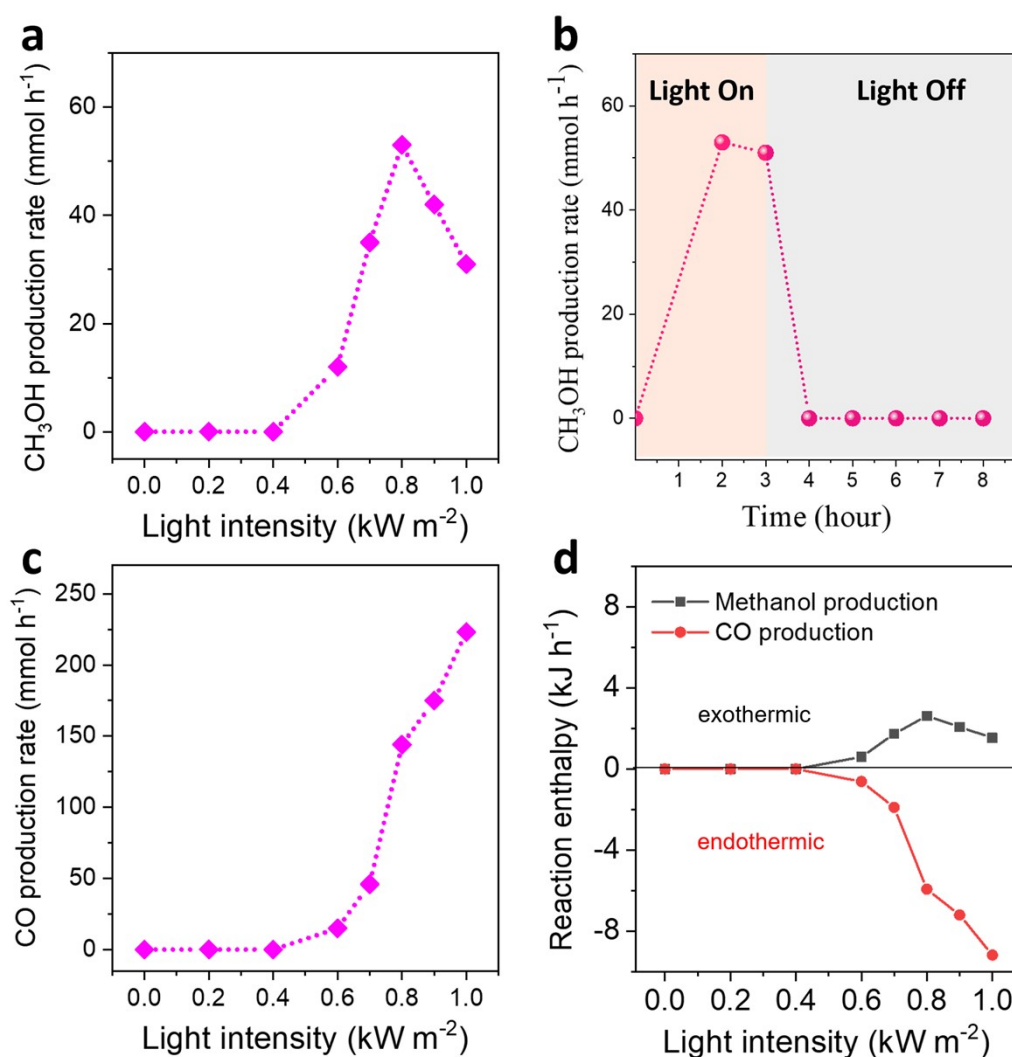 a
CH₃OH production rate (mmol h⁻¹)
60
40
20
0
0.0 0.2 0.4 0.6 0.8 1.0
Light intensity (kW m⁻²)
b
CH₃OH production rate (mmol h⁻¹)
Light On
Light Off
60
40
20
0
1 2 3 4 5 6 7 8
Time (hour)
c
CO production rate (mmol h⁻¹)
250
200
150
100
50
0
0.0 0.2 0.4 0.6 0.8 1.0
Light intensity (kW m⁻²)
d
Reaction enthalpy (kJ h⁻¹)
Methanol production
CO production
exothermic
endothermic
8
4
0
-4
-8
0.0 0.2 0.4 0.6 0.8 1.0
Light intensity (kW m⁻²)